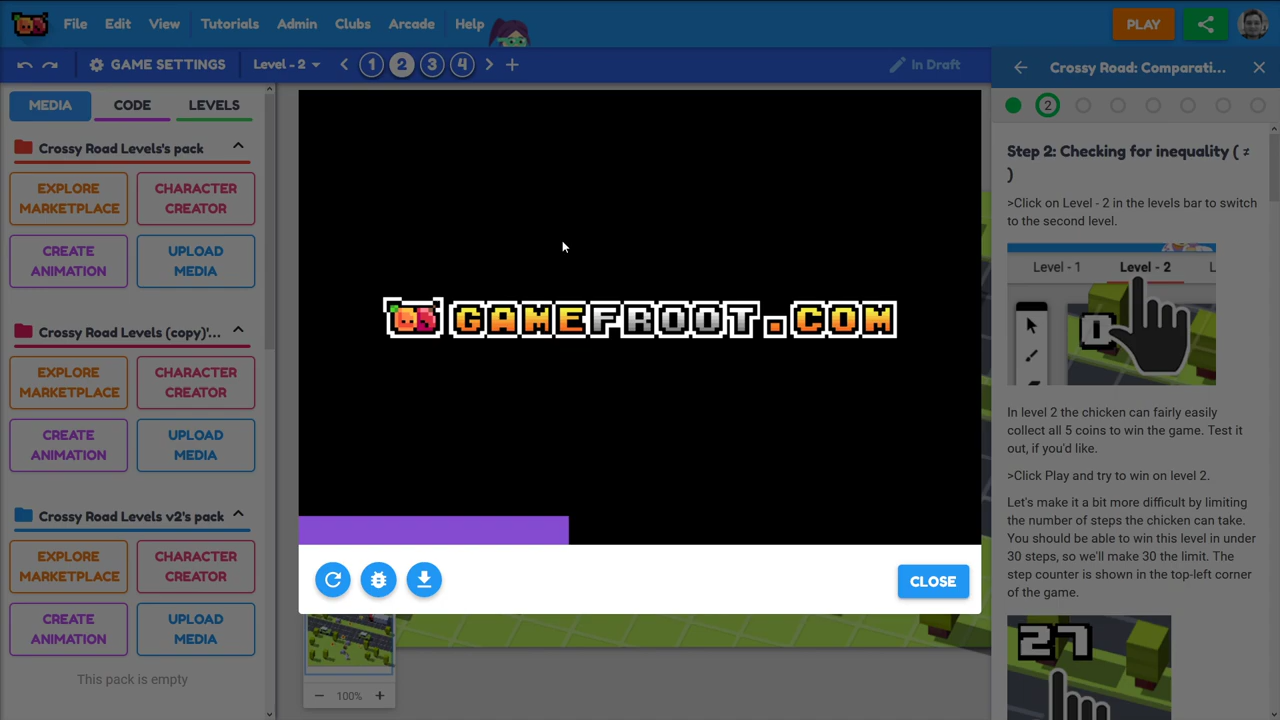 File Edit View Tutorials Admin Clubs Arcade Help PLAY
GAME SETTINGS Level - 2 1 2 3 4 In Draft
Crossy Road: Comparati...
MEDIA CODE LEVELS
2
Crossy Road Levels's pack
EXPLORE MARKETPLACE
CHARACTER CREATOR
CREATE ANIMATION
UPLOAD MEDIA
Crossy Road Levels (copy)'...
EXPLORE MARKETPLACE
CHARACTER CREATOR
CREATE ANIMATION
UPLOAD MEDIA
Crossy Road Levels v2's pack
EXPLORE MARKETPLACE
CHARACTER CREATOR
CREATE ANIMATION
UPLOAD MEDIA
This pack is empty
GAMEFROOT.COM
CLOSE
100%
Step 2: Checking for inequality ( ≠
)
>Click on Level - 2 in the levels bar to switch
to the second level.
Level - 1 Level - 2 L
0
In level 2 the chicken can fairly easily
collect all 5 coins to win the game. Test it
out, if you'd like.
>Click Play and try to win on level 2.
Let's make it a bit more difficult by limiting
the number of steps the chicken can take.
You should be able to win this level in under
30 steps, so we'll make 30 the limit. The
step counter is shown in the top-left corner
of the game.
27